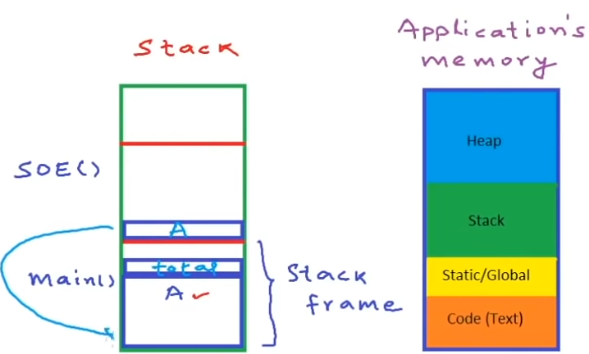 Stack
SOE()
A
Main()
total
A
Stack
frame
Application's
memory
Heap
Stack
Static/Global
Code (Text)